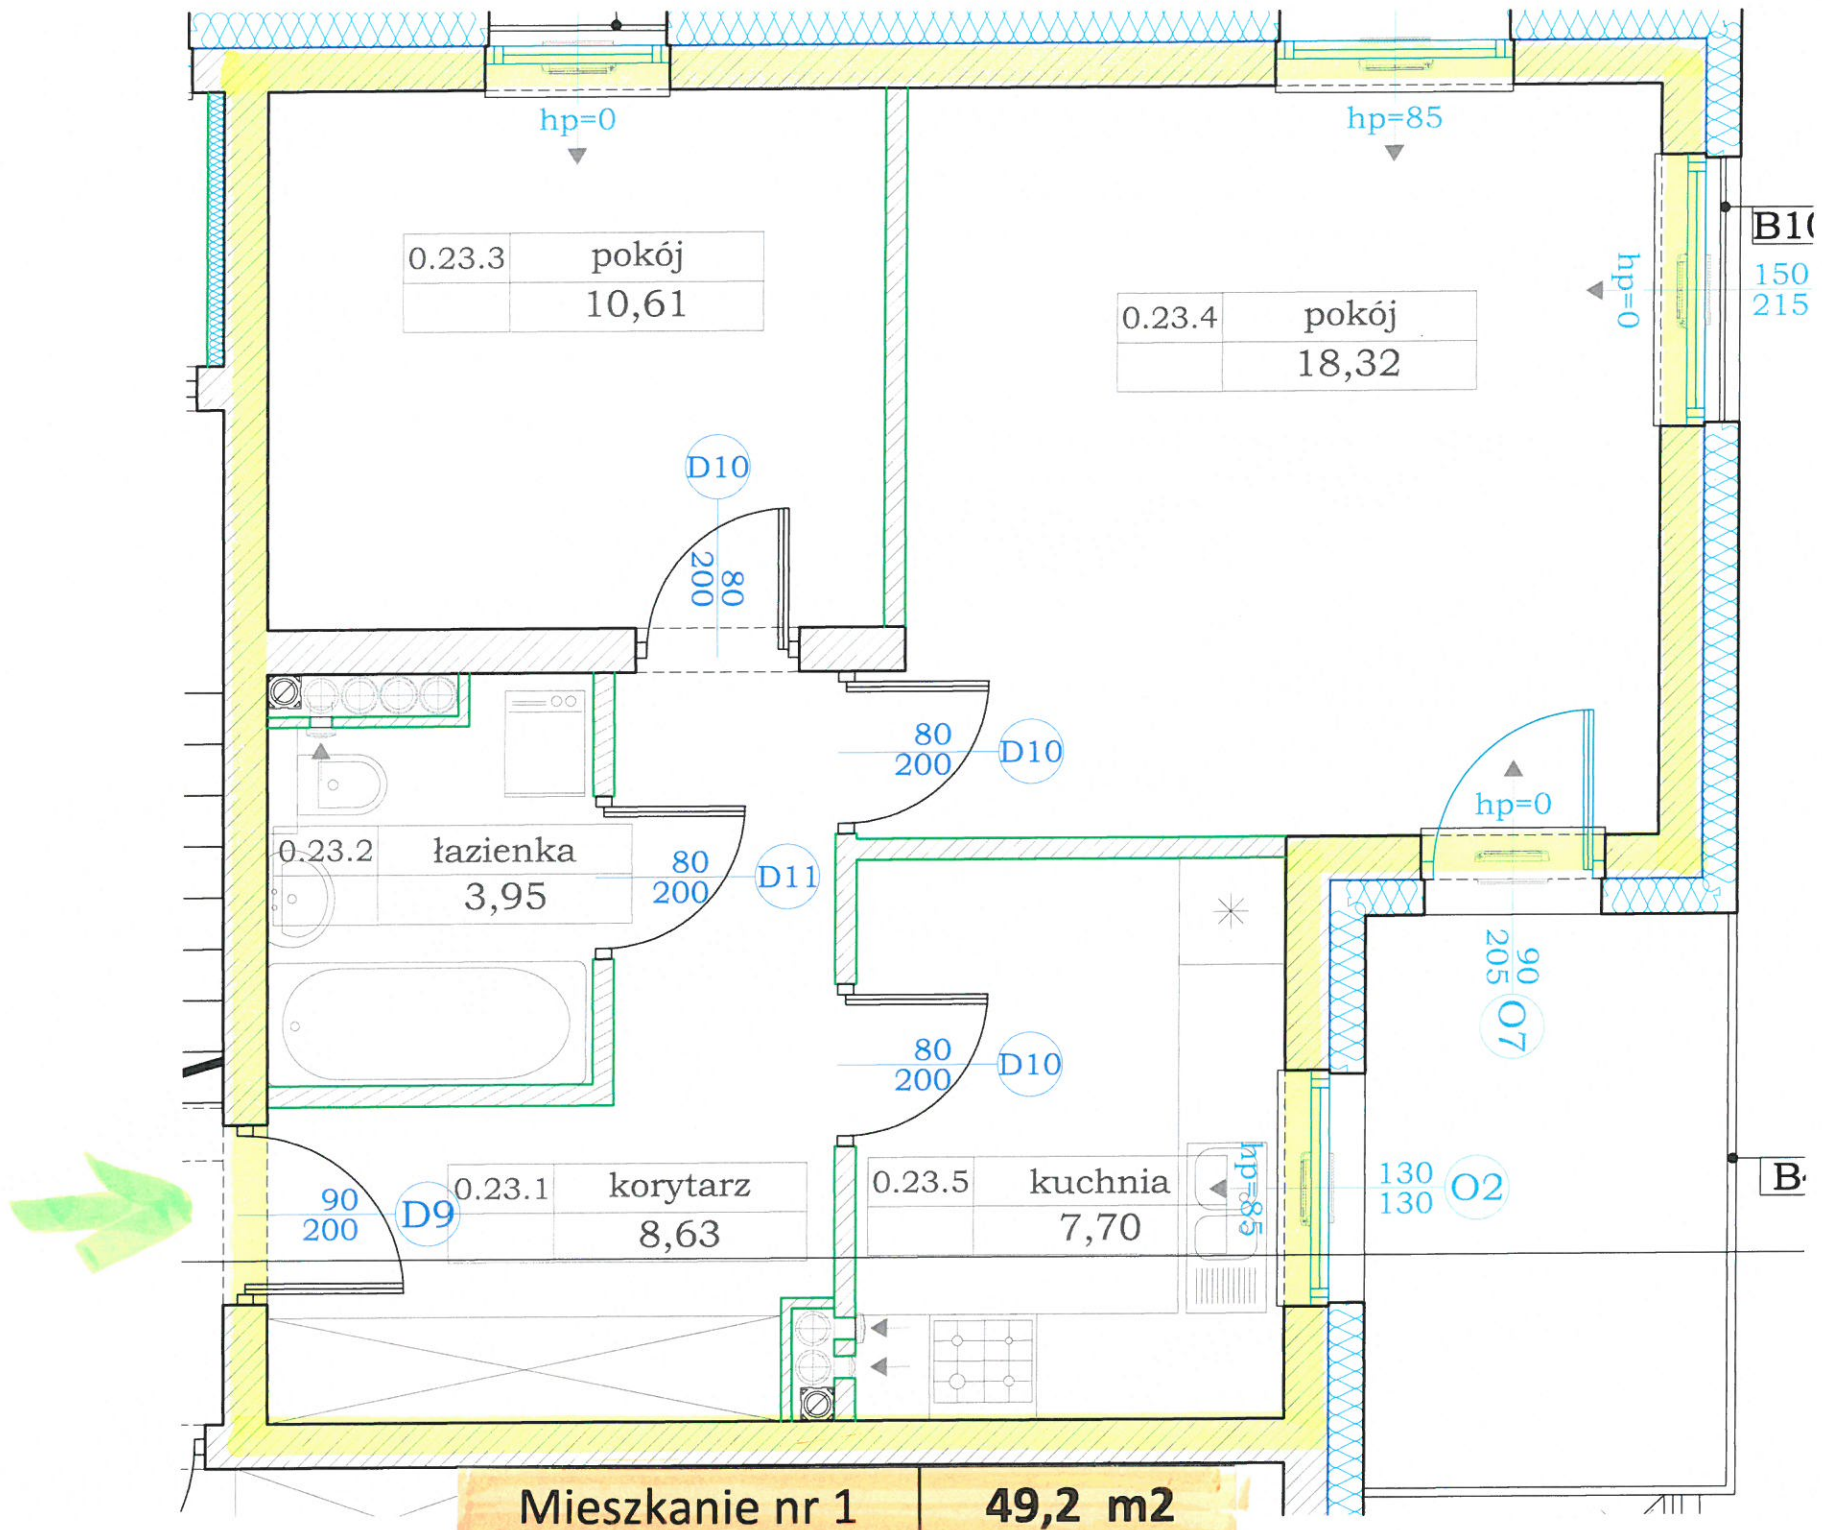 hp=0
hp=85
B10
150
215
hp=0
0.23.3 pokój
10,61
0.23.4 pokój
18,32
D10
80
200
80
200
D10
hp=0
0.23.2 łazienka
3,95
80
200
D11
90
205
O7
80
200
D10
0.23.1 korytarz
8,63
90
200
D9
0.23.5 kuchnia
7,70
hp=85
130
130
O2
B
Mieszkanie nr 1 49,2 m2